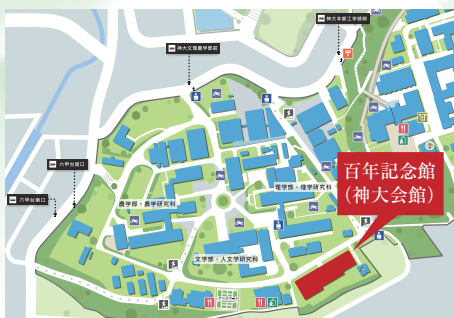 神大本部工学部前
神大文理農学部前
六甲台南口
六甲台南口
百年記念館
(神大会館)
理学部・理学研究科
農学部・農学研究科
文学部・人文学研究科